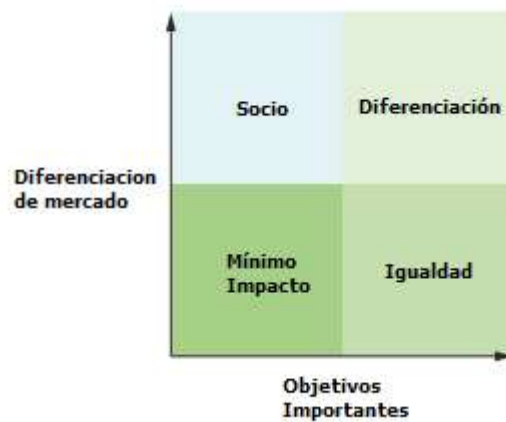 Socio
Diferenciación
Diferenciacion
de mercado
Mínimo
Impacto
Igualdad
Objetivos
Importantes